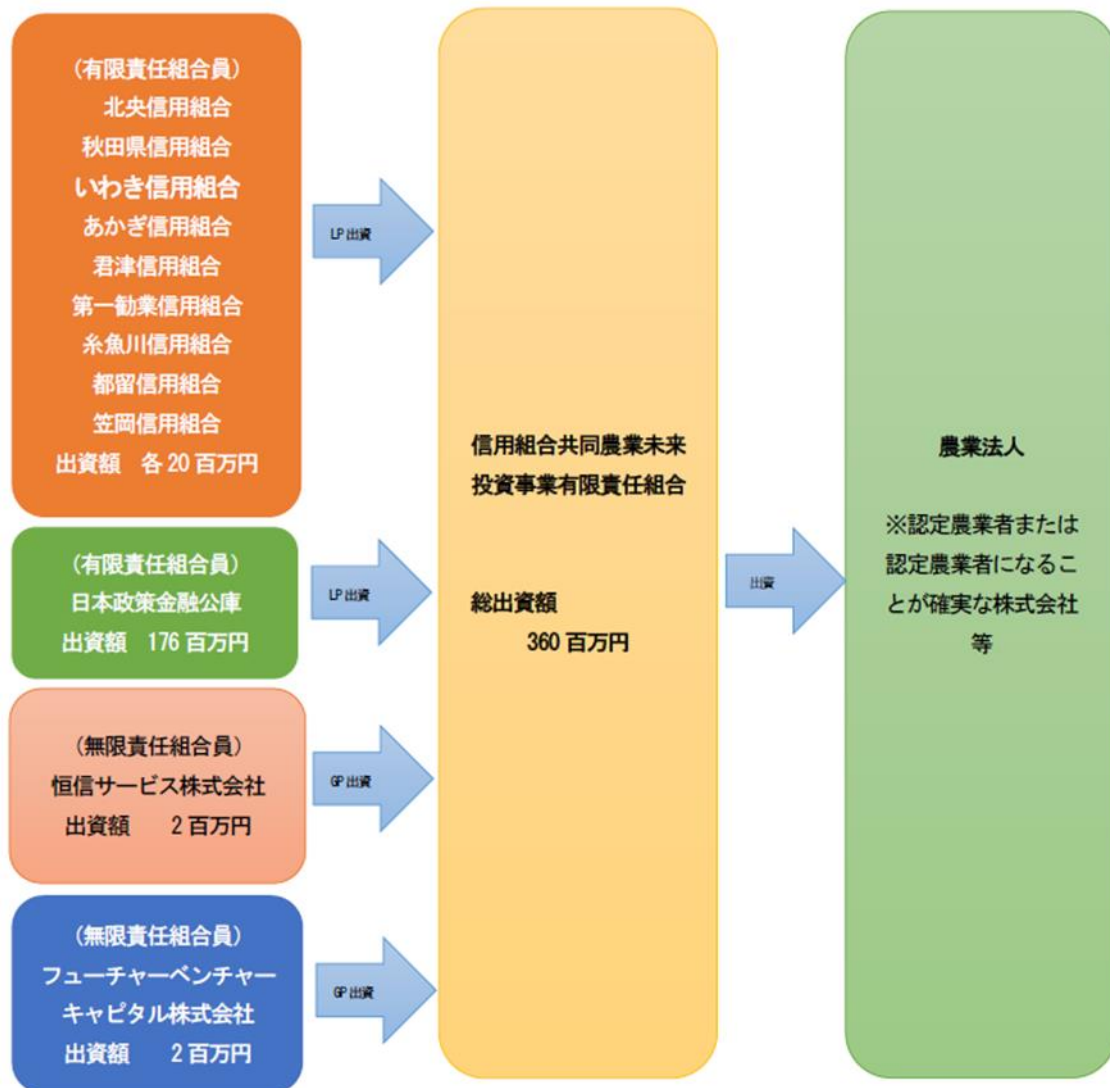 （有限責任組合員）
北央信用組合
秋田県信用組合
いわき信用組合
あかぎ信用組合
君津信用組合
第一勧業信用組合
糸魚川信用組合
都留信用組合
笠岡信用組合
出資額　各20百万円
LP出資
（有限責任組合員）
日本政策金融公庫
出資額　176百万円
LP出資
（無限責任組合員）
恒信サービス株式会社
出資額　　2百万円
GP出資
（無限責任組合員）
フューチャーベンチャー
キャピタル株式会社
出資額　　2百万円
GP出資
信用組合共同農業未来
投資事業有限責任組合
総出資額
360百万円
出資
農業法人
※認定農業者または
認定農業者になるこ
とが確実な株式会社
等